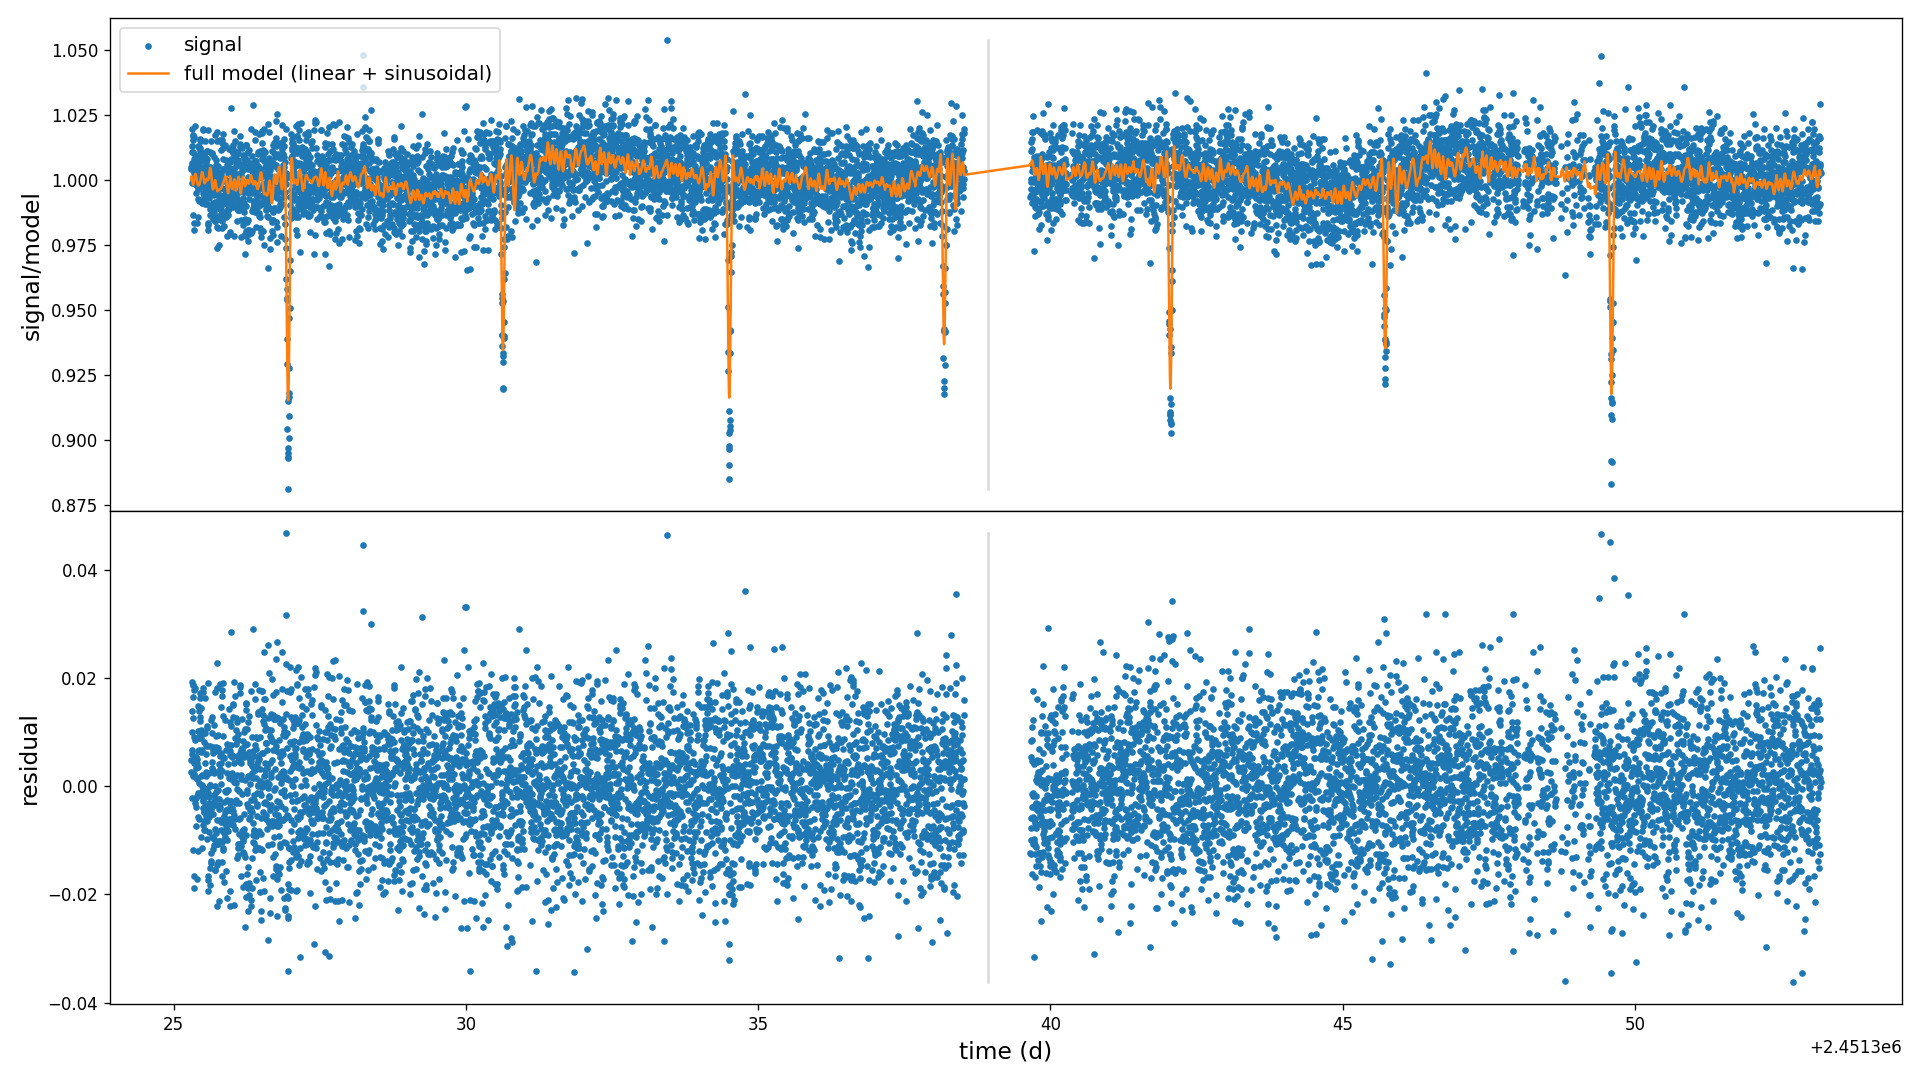 signal
full model (linear + sinusoidal)
signal/model
1.050
1.025
1.000
0.975
0.950
0.925
0.900
0.875
residual
0.04
0.02
0.00
−0.02
−0.04
25 30 35 40 45 50
time (d)
+2.4513e6